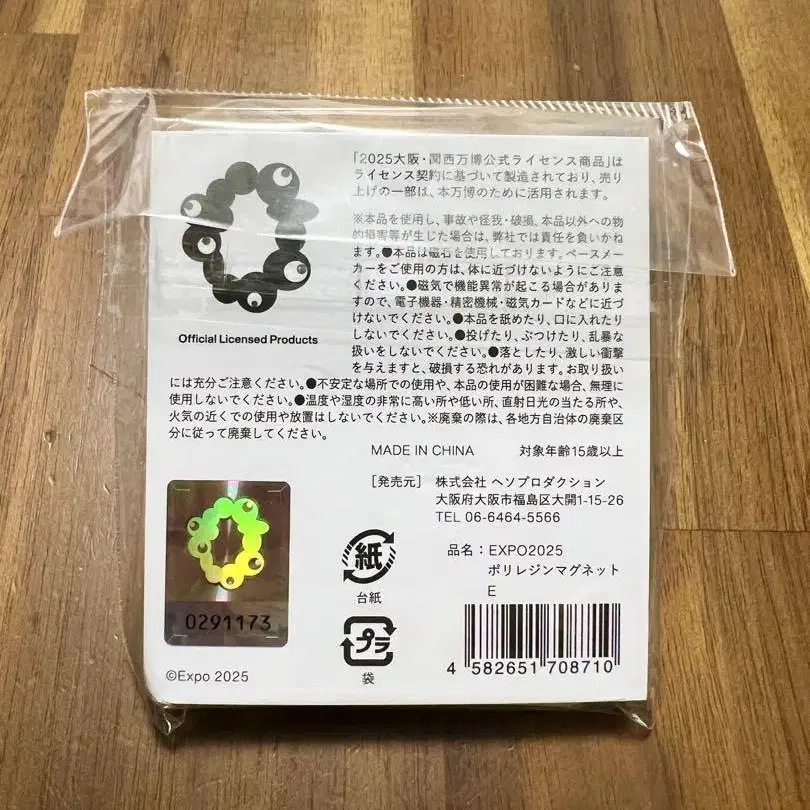 「2025大阪・関西万博公式ライセンス商品」は
ライセンス契約に基づいて製造されており、売り
上げの一部は、本万博のために活用されます。
※本品を使用し、事故や怪我・破損、本品以外への物
的損害等が生じた場合は、弊社では責任を負いかね
ます。●本品は磁石を使用しております。ペースメー
カーをご使用の方は、体に近づけないようにご注意
ください。●磁気で機能異常が起こる場合がありま
すので、電子機器・精密機械・磁気カードなどに近づ
けないでください。●本品を舐めたり、口に入れたり
しないでください。●投げたり、ぶつけたり、乱暴な
扱いをしないでください。●落としたり、激しい衝撃
を与えますと、破損する恐れがあります。お取り扱い
には充分ご注意ください。●不安定な場所での使用や、本品の使用が困難な場合、無理に
使用しないでください。●温度や湿度の非常に高い所や低い所、直射日光の当たる所や、
火気の近くでの使用や放置はしないでください。※廃棄の際は、各地方自治体の廃棄区
分に従って廃棄してください。
Official Licensed Products
MADE IN CHINA 対象年齢15歳以上
［発売元］ 株式会社 ヘソプロダクション
大阪府大阪市福島区大開1-15-26
TEL 06-6464-5566
紙
台紙
品名：EXPO2025
ポリレジンマグネット
E
プラ
袋
4 582651 708710
0291173
©Expo 2025